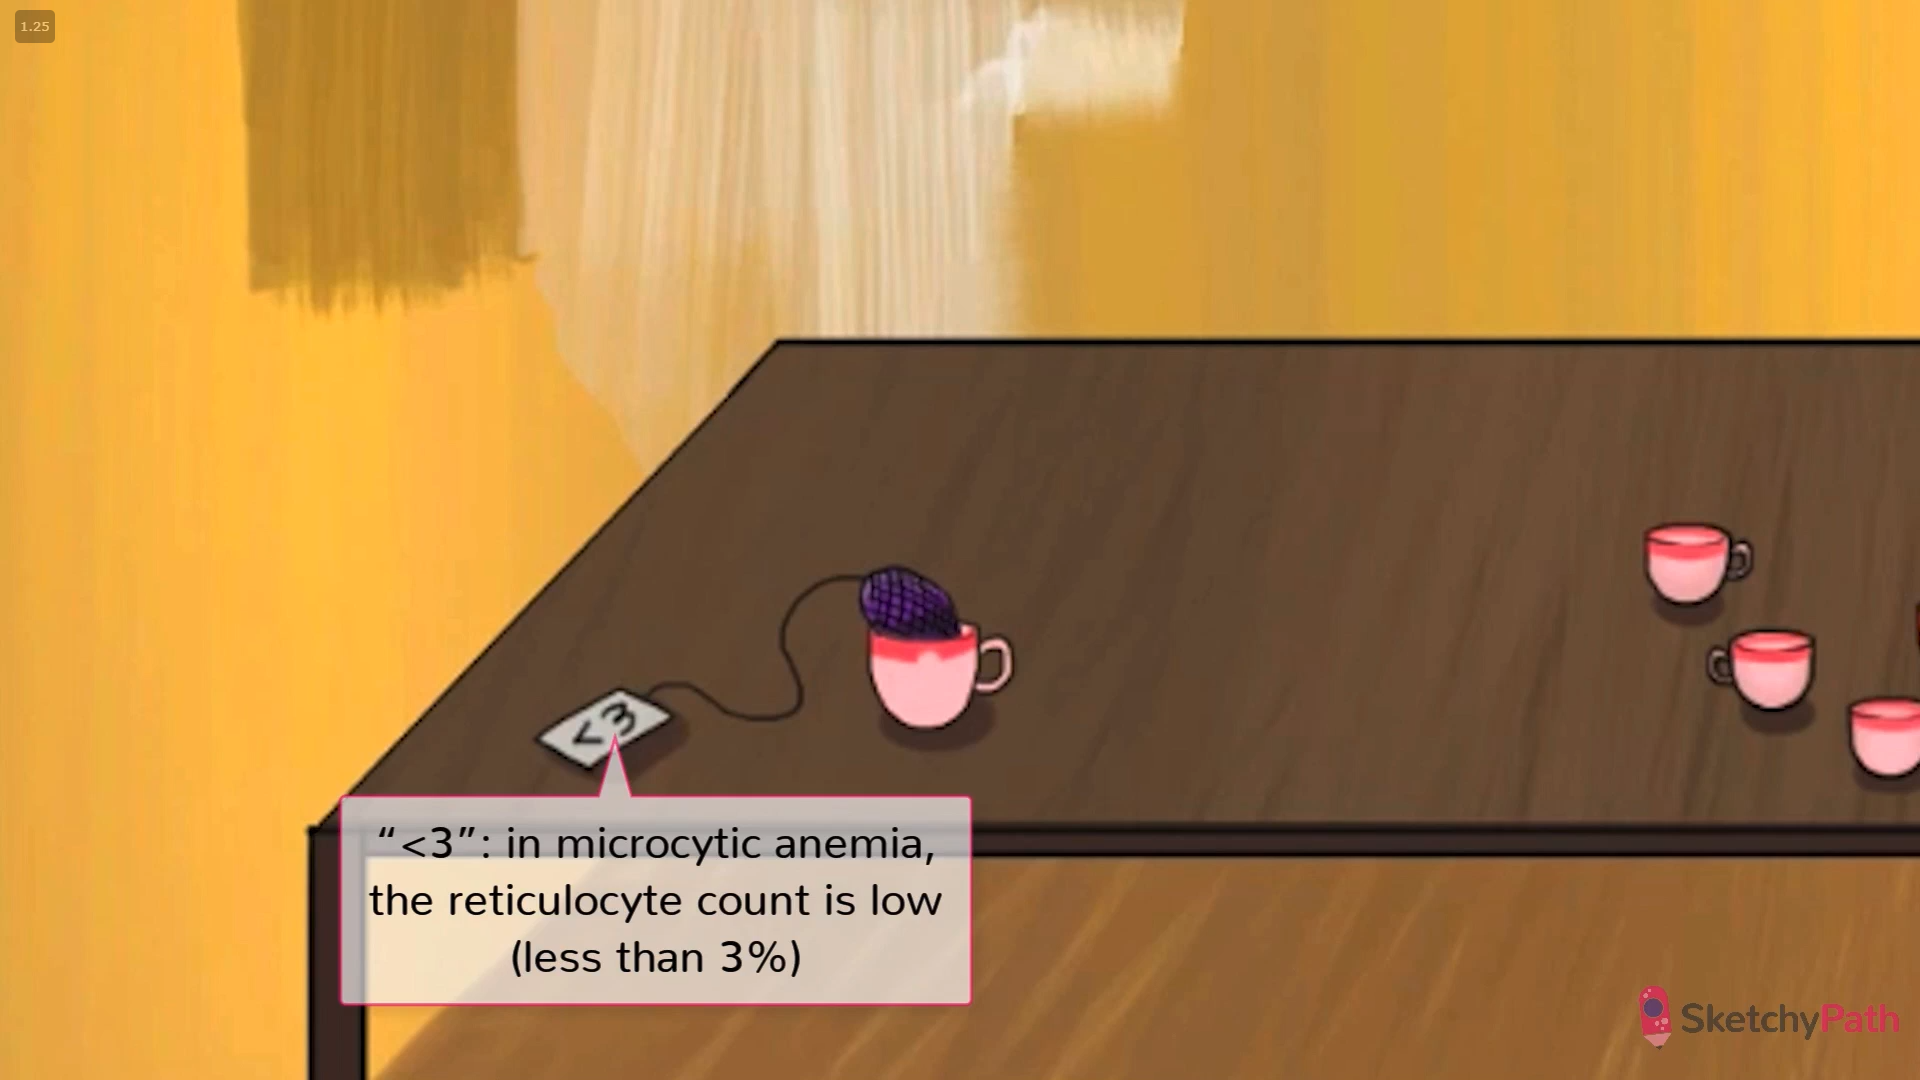 1.25
<3
“<3”: in microcytic anemia,
the reticulocyte count is low
(less than 3%)
SketchyPath